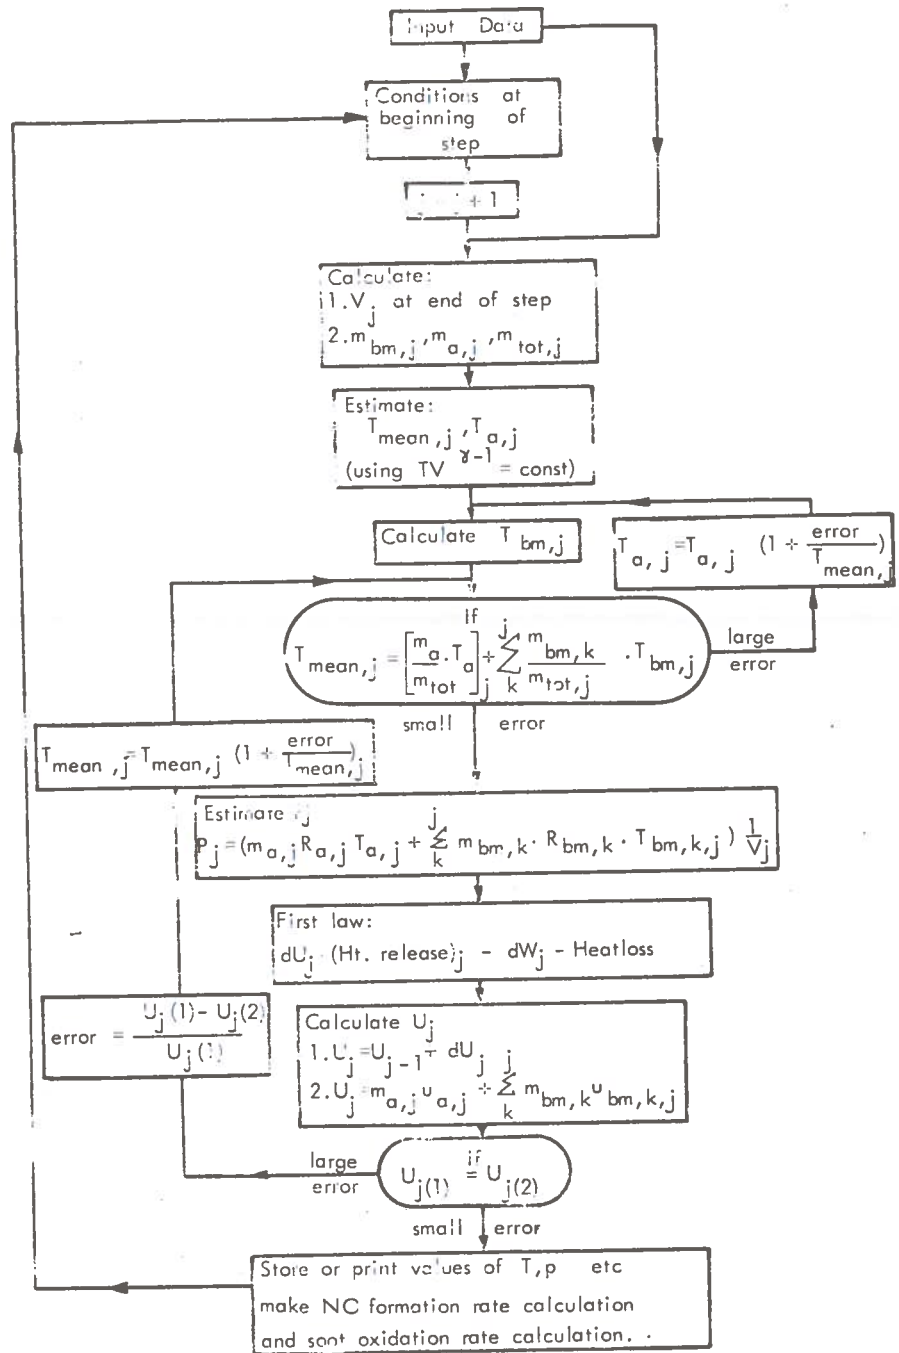 Input Data
Conditions at
beginning of
step
j = j + 1
Calculate:
1.V_j at end of step
2.m_bm,j ,m_a,j ,m_tot,j
Estimate:
T_mean,j ,T_a,j
(using TV^γ-1 = const)
Calculate T_bm,j
T_a,j =T_a,j (1 + error/T_mean,j)
if
T_mean,j = [m_a/m_tot .T_a]_j + Σ_k^j m_bm,k/m_tot,j . T_bm,j
large
error
small error
T_mean,j =T_mean,j (1 + error/T_mean,j)
Estimate P_j
P_j =(m_a,j R_a,j T_a,j + Σ_k^j m_bm,k . R_bm,k . T_bm,k,j ) 1/V_j
First law:
dU_j (Ht. release)_j - dW_j - Heatloss
error = U_j(1)- U_j(2)/U_j(1)
Calculate U_j
1.U_j =U_j-1 + dU_j
2.U_j =m_a,j u_a,j + Σ_k^j m_bm,k u_bm,k,j
large
error
if
U_j(1) = U_j(2)
small error
Store or print values of T,p etc
make NO formation rate calculation
and soot oxidation rate calculation.